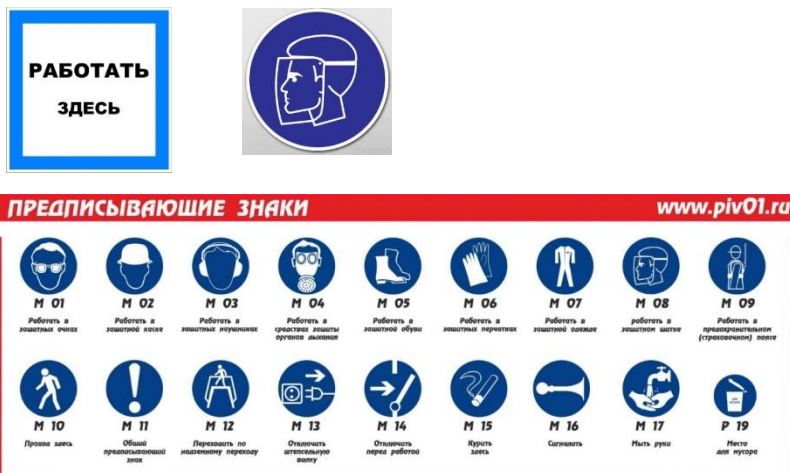 РАБОТАТЬ
ЗДЕСЬ
ПРЕДПИСЫВАЮЩИЕ ЗНАКИ www.piv01.ru
M 01 M 02 M 03 M 04 M 05 M 06 M 07 M 08 M 09
Работать в Работать в Работать в Работать в Работать в Работать в Работать в работать в Работать в
защитных очках защитной каске защитных наушниках средствах защиты защитной обуви защитных перчатках защитной одежде защитном щитке предохранительном
органов дыхания (страховочном) поясе
M 10 M 11 M 12 M 13 M 14 M 15 M 16 M 17 P 19
Проход здесь Общий Переходить по Отключить Отключить Курить Сигналить Мыть руки Место
предписывающий надземному переходу штепсельную перед работой здесь для мусора
знак вилку